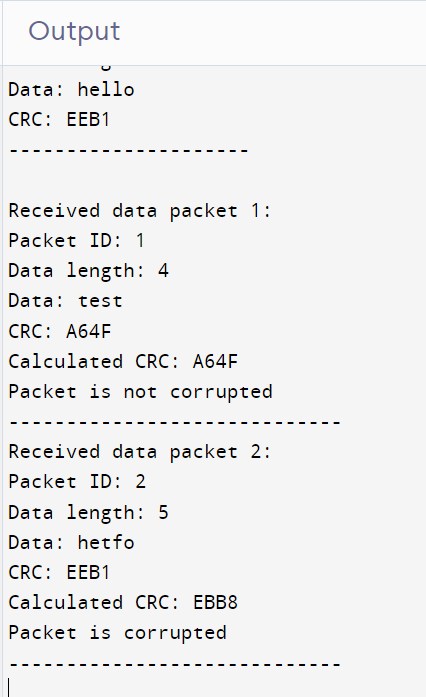 Output
Data: hello
CRC: EEB1
---------------------
Received data packet 1:
Packet ID: 1
Data length: 4
Data: test
CRC: A64F
Calculated CRC: A64F
Packet is not corrupted
-----------------------------
Received data packet 2:
Packet ID: 2
Data length: 5
Data: hetfo
CRC: EEB1
Calculated CRC: EBB8
Packet is corrupted
-----------------------------